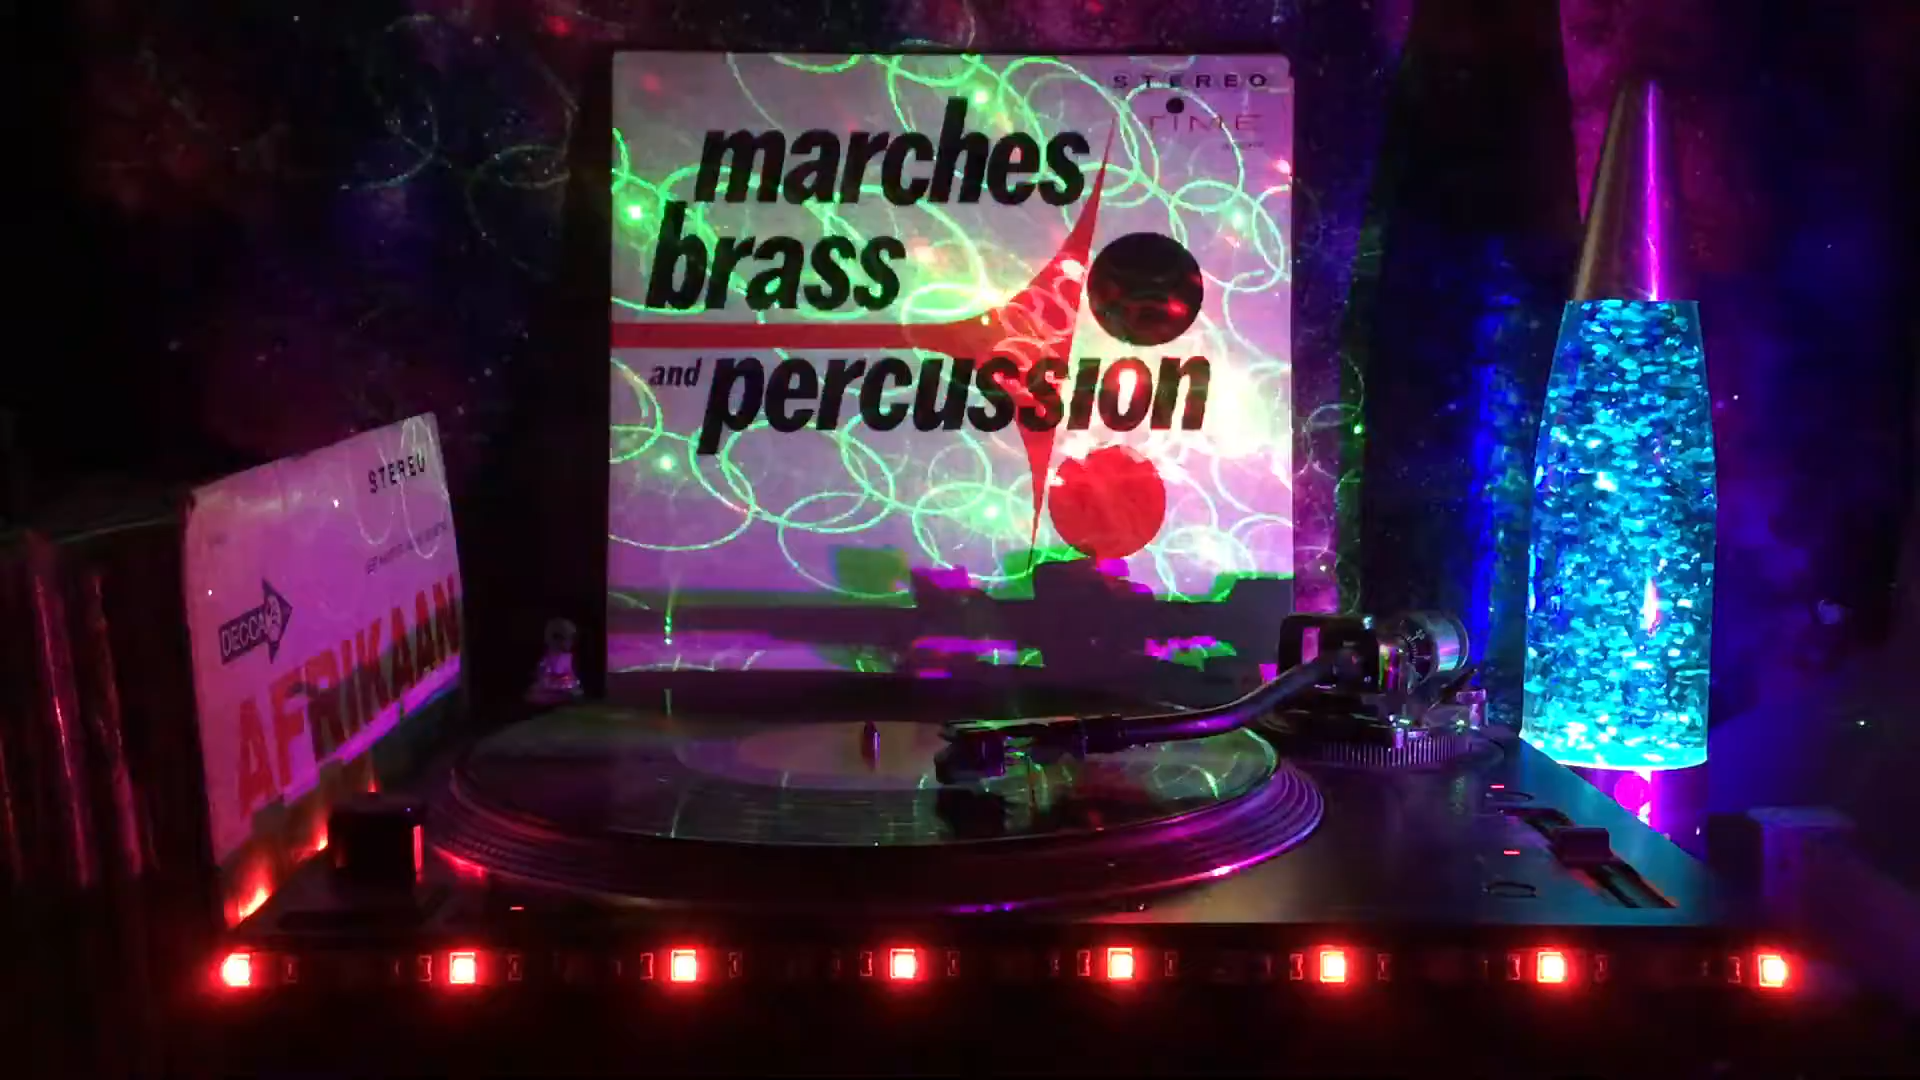 STEREO
TIME
marches
brass
and percussion
STEREO
DECCA
AFRIKAAN